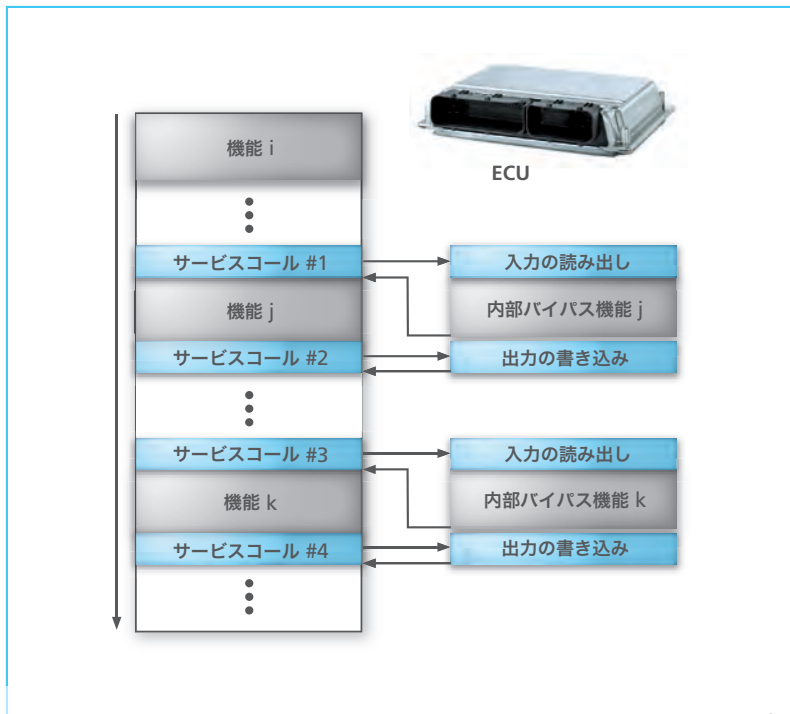 ECU
機能 i
サービスコール #1
入力の読み出し
機能 j
内部バイパス機能 j
サービスコール #2
出力の書き込み
サービスコール #3
入力の読み出し
機能 k
内部バイパス機能 k
サービスコール #4
出力の書き込み